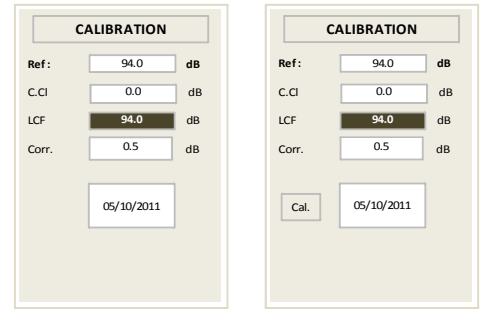 CALIBRATION
Ref : 94.0 dB
C.Cl 0.0 dB
LCF 94.0 dB
Corr. 0.5 dB
05/10/2011
CALIBRATION
Ref : 94.0 dB
C.Cl 0.0 dB
LCF 94.0 dB
Corr. 0.5 dB
Cal. 05/10/2011